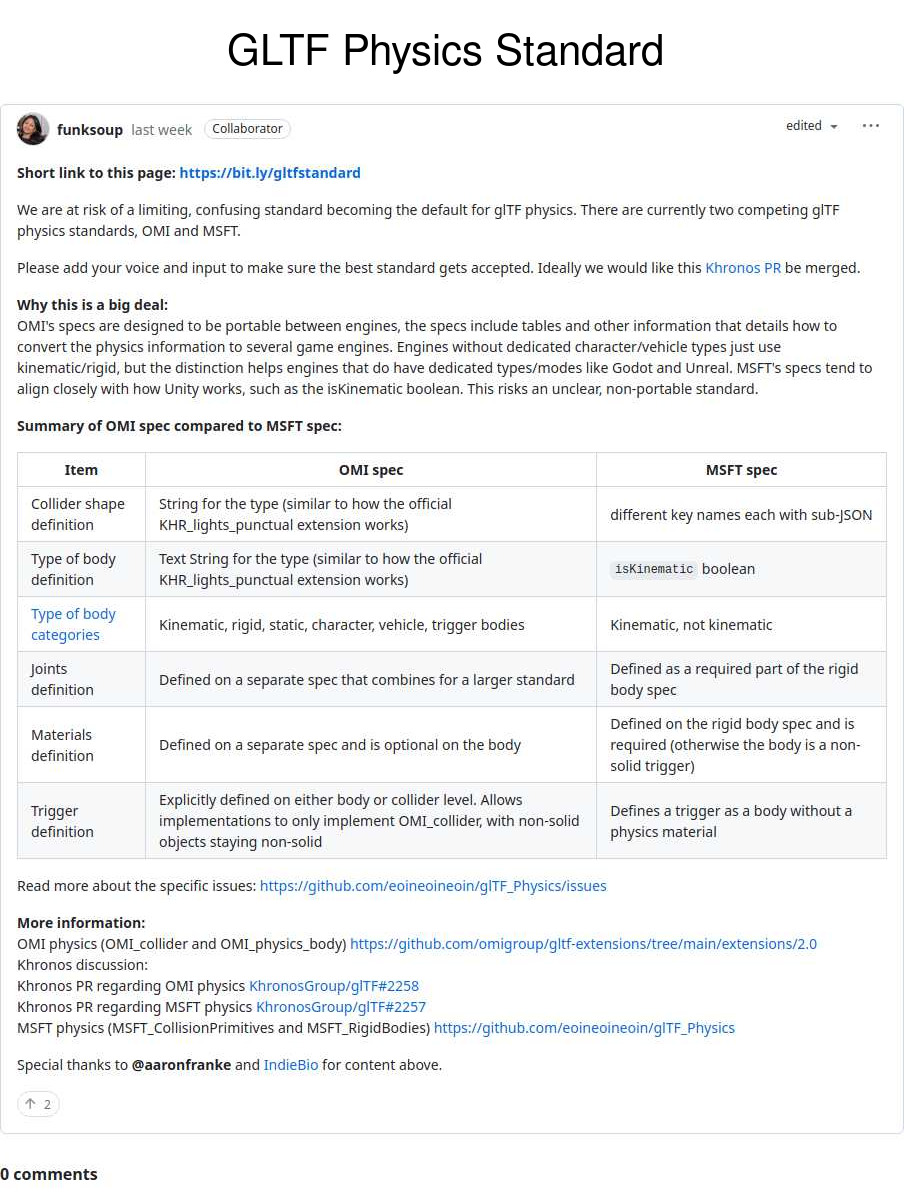 GLTF Physics Standard
funksoup last week Collaborator edited
Short link to this page: https://bit.ly/gltfstandard
We are at risk of a limiting, confusing standard becoming the default for glTF physics. There are currently two competing glTF
physics standards, OMI and MSFT.
Please add your voice and input to make sure the best standard gets accepted. Ideally we would like this Khronos PR be merged.
Why this is a big deal:
OMI's specs are designed to be portable between engines, the specs include tables and other information that details how to
convert the physics information to several game engines. Engines without dedicated character/vehicle types just use
kinematic/rigid, but the distinction helps engines that do have dedicated types/modes like Godot and Unreal. MSFT's specs tend to
align closely with how Unity works, such as the isKinematic boolean. This risks an unclear, non-portable standard.
Summary of OMI spec compared to MSFT spec:
Item OMI spec MSFT spec
Collider shape
definition
String for the type (similar to how the official
KHR_lights_punctual extension works)
different key names each with sub-JSON
Type of body
definition
Text String for the type (similar to how the official
KHR_lights_punctual extension works)
isKinematic boolean
Type of body
categories
Kinematic, rigid, static, character, vehicle, trigger bodies
Kinematic, not kinematic
Joints
definition
Defined on a separate spec that combines for a larger standard
Defined as a required part of the rigid
body spec
Materials
definition
Defined on a separate spec and is optional on the body
Defined on the rigid body spec and is
required (otherwise the body is a non-
solid trigger)
Trigger
definition
Explicitly defined on either body or collider level. Allows
implementations to only implement OMI_collider, with non-solid
objects staying non-solid
Defines a trigger as a body without a
physics material
Read more about the specific issues: https://github.com/eoineoineoin/glTF_Physics/issues
More information:
OMI physics (OMI_collider and OMI_physics_body) https://github.com/omigroup/gltf-extensions/tree/main/extensions/2.0
Khronos discussion:
Khronos PR regarding OMI physics KhronosGroup/glTF#2258
Khronos PR regarding MSFT physics KhronosGroup/glTF#2257
MSFT physics (MSFT_CollisionPrimitives and MSFT_RigidBodies) https://github.com/eoineoineoin/glTF_Physics
Special thanks to @aaronfranke and IndieBio for content above.
↑ 2
0 comments